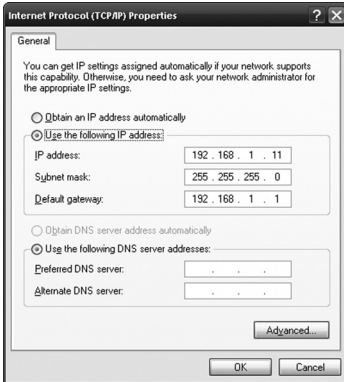 Internet Protocol (TCP/IP) Properties
General
You can get IP settings assigned automatically if your network supports
this capability. Otherwise, you need to ask your network administrator for
the appropriate IP settings.
Obtain an IP address automatically
Use the following IP address:
IP address: 192 . 168 . 1 . 11
Subnet mask: 255 . 255 . 255 . 0
Default gateway: 192 . 168 . 1 . 1
Obtain DNS server address automatically
Use the following DNS server addresses:
Preferred DNS server: . . .
Alternate DNS server: . . .
Advanced...
OK Cancel